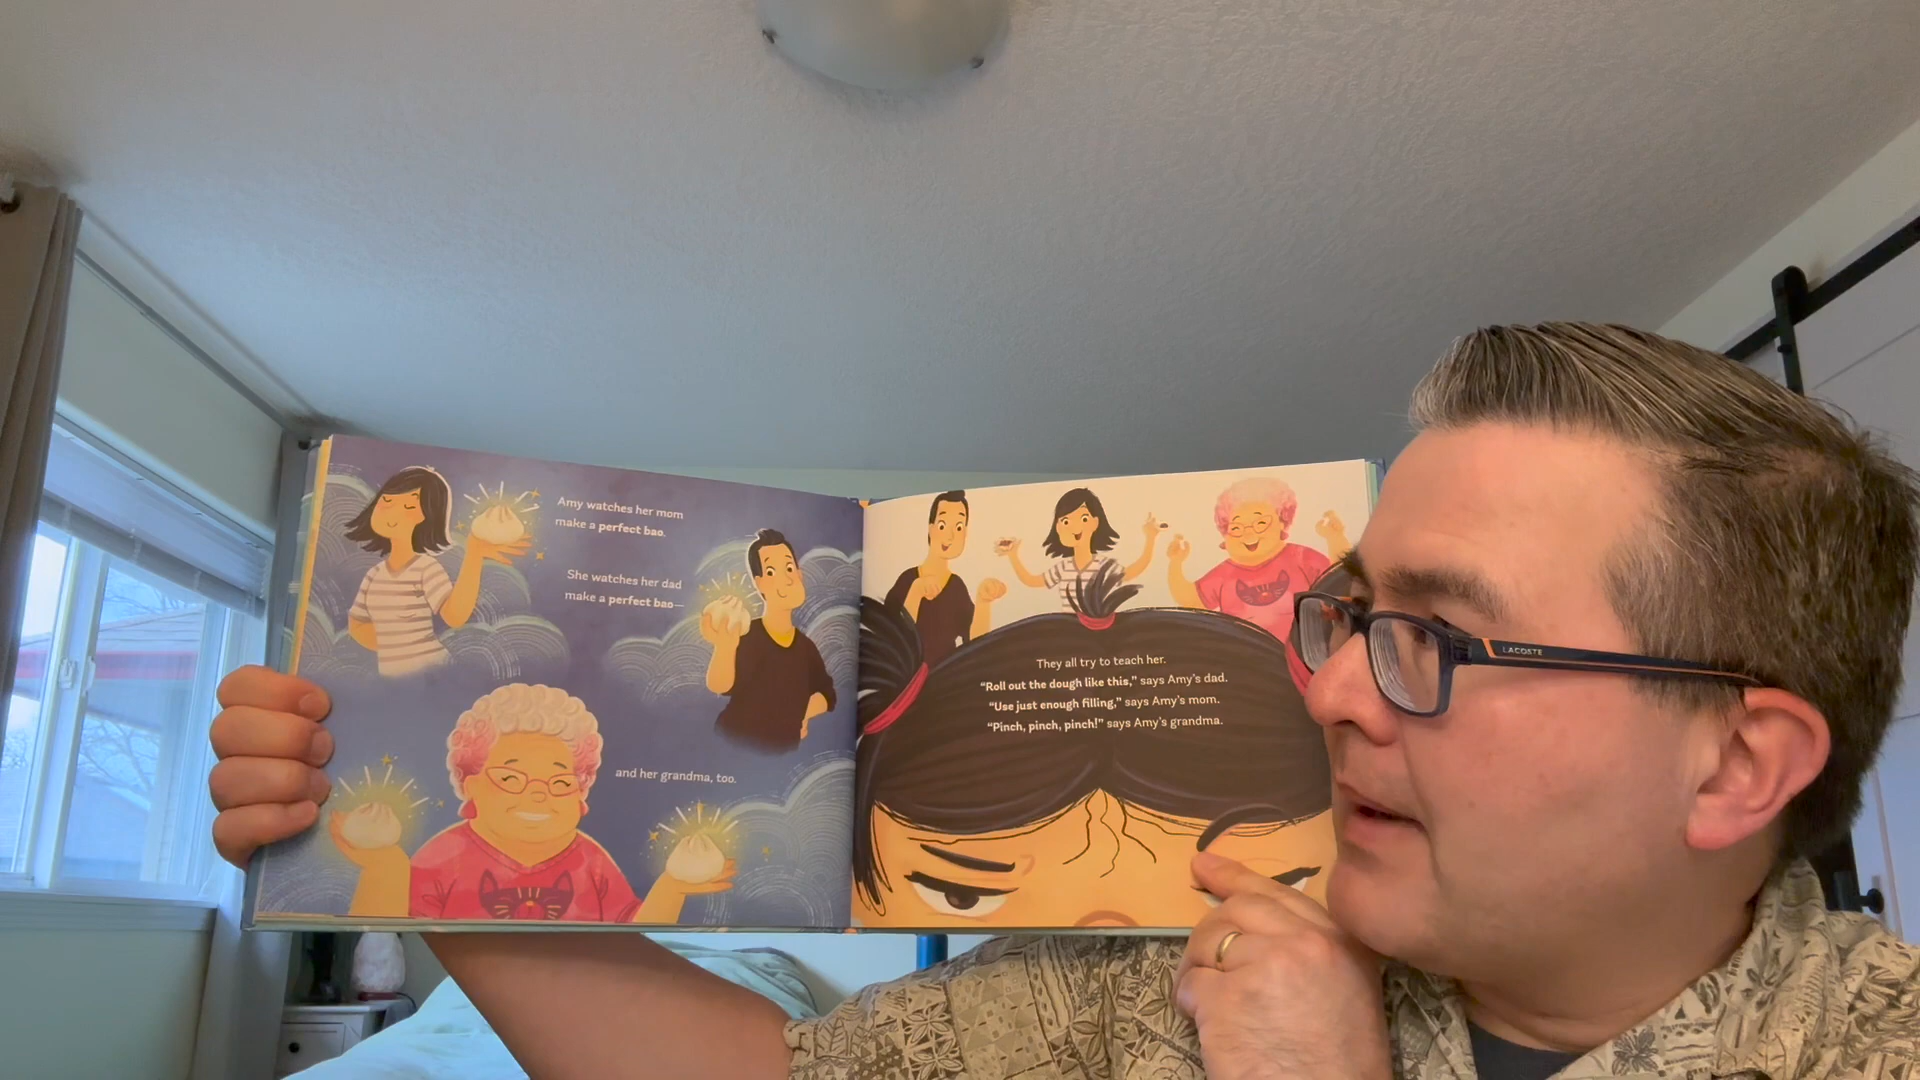 Amy watches her mom
make a perfect bao.
She watches her dad
make a perfect bao—
and her grandma, too.
They all try to teach her.
“Roll out the dough like this,” says Amy’s dad.
“Use just enough filling,” says Amy’s mom.
“Pinch, pinch, pinch!” says Amy’s grandma.
LACOSTE